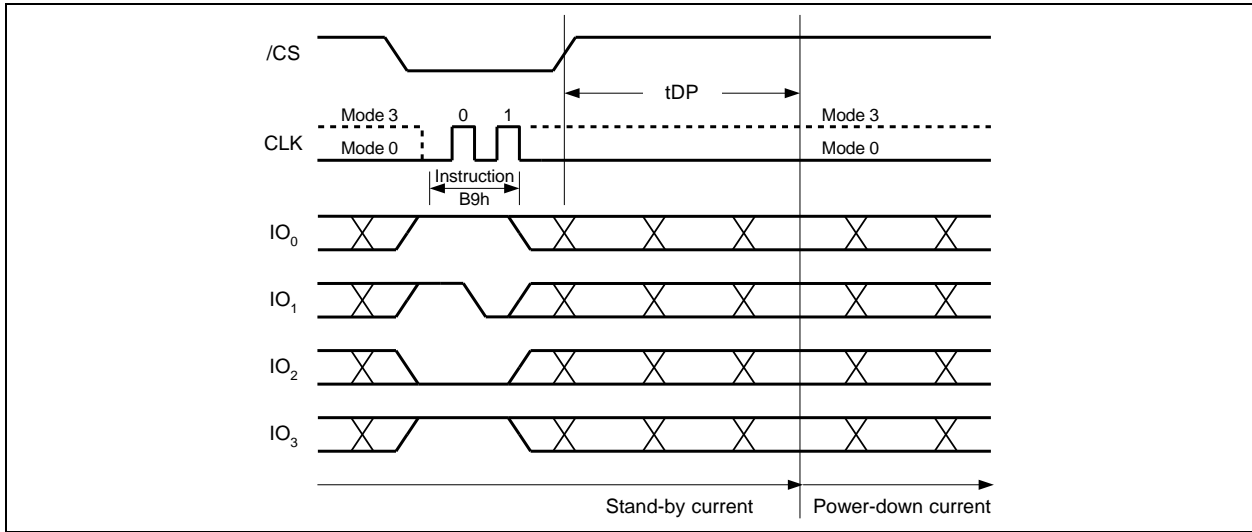 /CS
tDP
Mode 3 0 1 Mode 3
CLK
Mode 0 Mode 0
Instruction
B9h
IO0
IO1
IO2
IO3
Stand-by current Power-down current